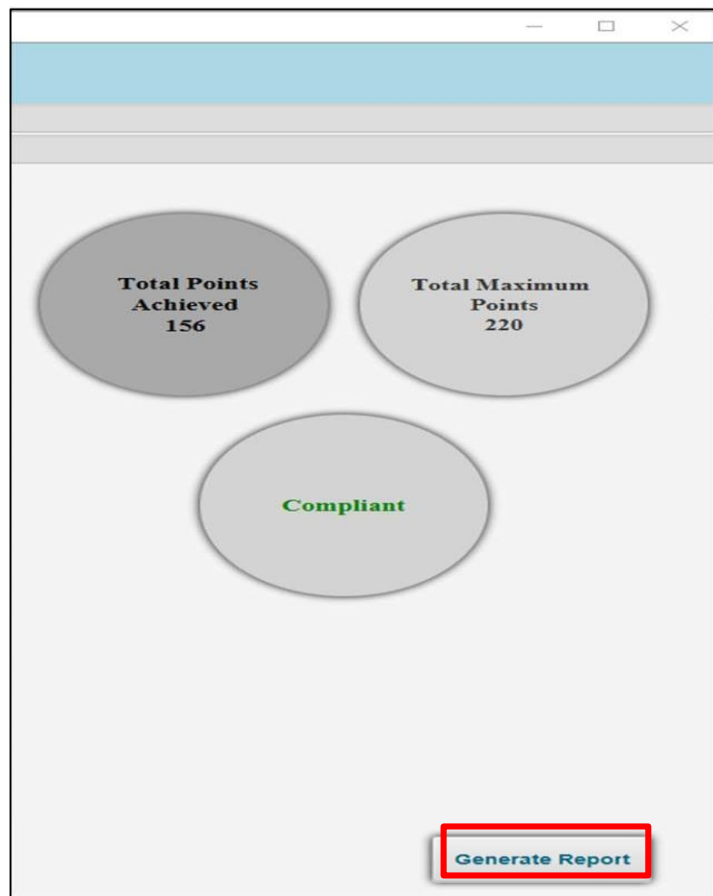 Total Points
Achieved
156
Total Maximum
Points
220
Compliant
Generate Report